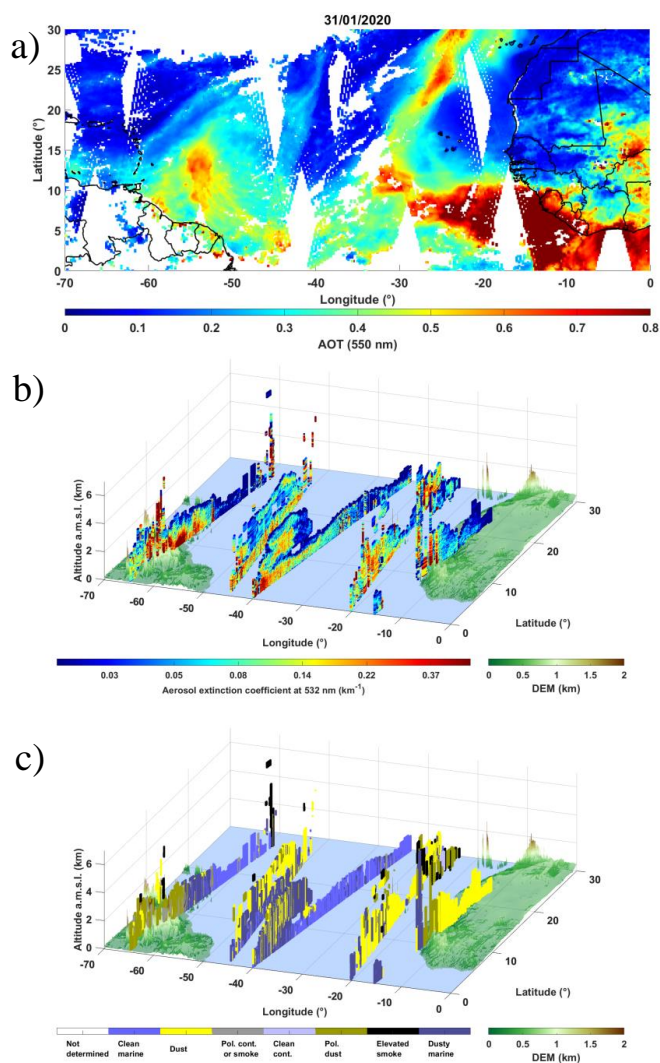 a)
31/01/2020
30
25
20
15
10
5
0
Latitude (°)
-70 -60 -50 -40 -30 -20 -10 0
Longitude (°)
0 0.1 0.2 0.3 0.4 0.5 0.6 0.7 0.8
AOT (550 nm)
b)
Altitude a.m.s.l. (km)
6
4
2
0
-70 -60 -50 -40 -30 -20 -10 0
10 20 30
Longitude (°)
Latitude (°)
0.03 0.05 0.08 0.14 0.22 0.37
Aerosol extinction coefficient at 532 nm (km⁻¹)
0 0.5 1 1.5 2
DEM (km)
c)
Altitude a.m.s.l. (km)
6
4
2
0
-70 -60 -50 -40 -30 -20 -10 0
10 20 30
Longitude (°)
Latitude (°)
Not determined
Clean marine
Dust
Pol. cont. or smoke
Clean cont.
Pol. dust
Elevated smoke
Dusty marine
0 0.5 1 1.5 2
DEM (km)